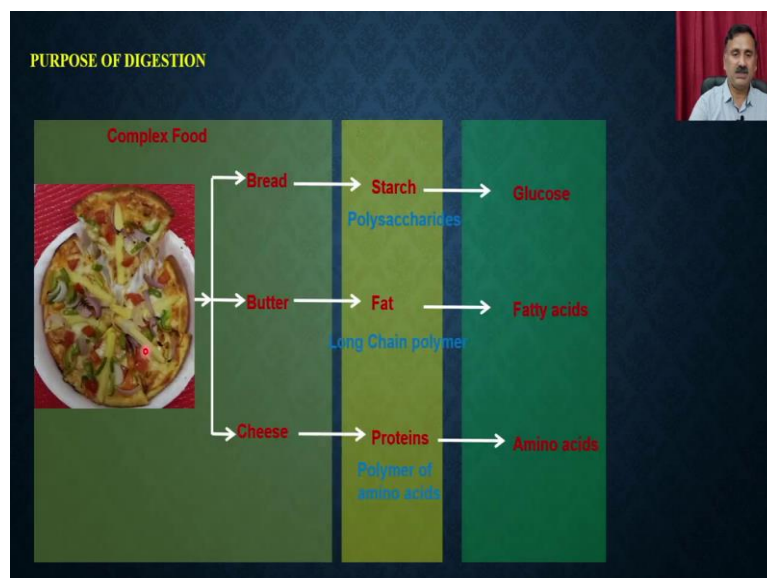 PURPOSE OF DIGESTION
Complex Food
Bread
Starch
Glucose
Polysaccharides
Butter
Fat
Fatty acids
Long Chain polymer
Cheese
Proteins
Amino acids
Polymer of
amino acids